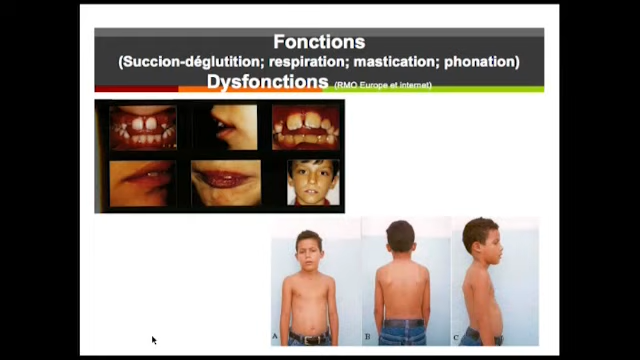 Fonctions
(Succion-déglutition; respiration; mastication; phonation)
Dysfonctions (RMO Europe et internet)
A B C